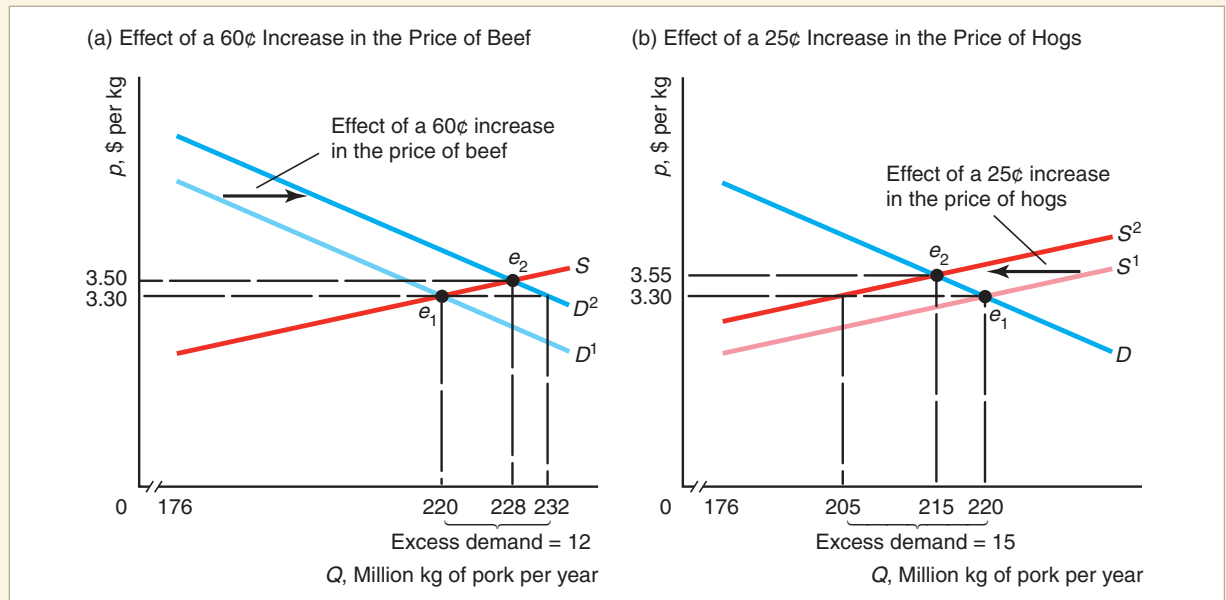 (a) Effect of a 60¢ Increase in the Price of Beef
p, $ per kg
Effect of a 60¢ increase
in the price of beef
3.50
3.30
e₂
e₁
S
D²
D¹
0
176
220
228
232
Excess demand = 12
Q, Million kg of pork per year
(b) Effect of a 25¢ Increase in the Price of Hogs
p, $ per kg
Effect of a 25¢ increase
in the price of hogs
3.55
3.30
e₂
e₁
S²
S¹
D
0
176
205
215
220
Excess demand = 15
Q, Million kg of pork per year